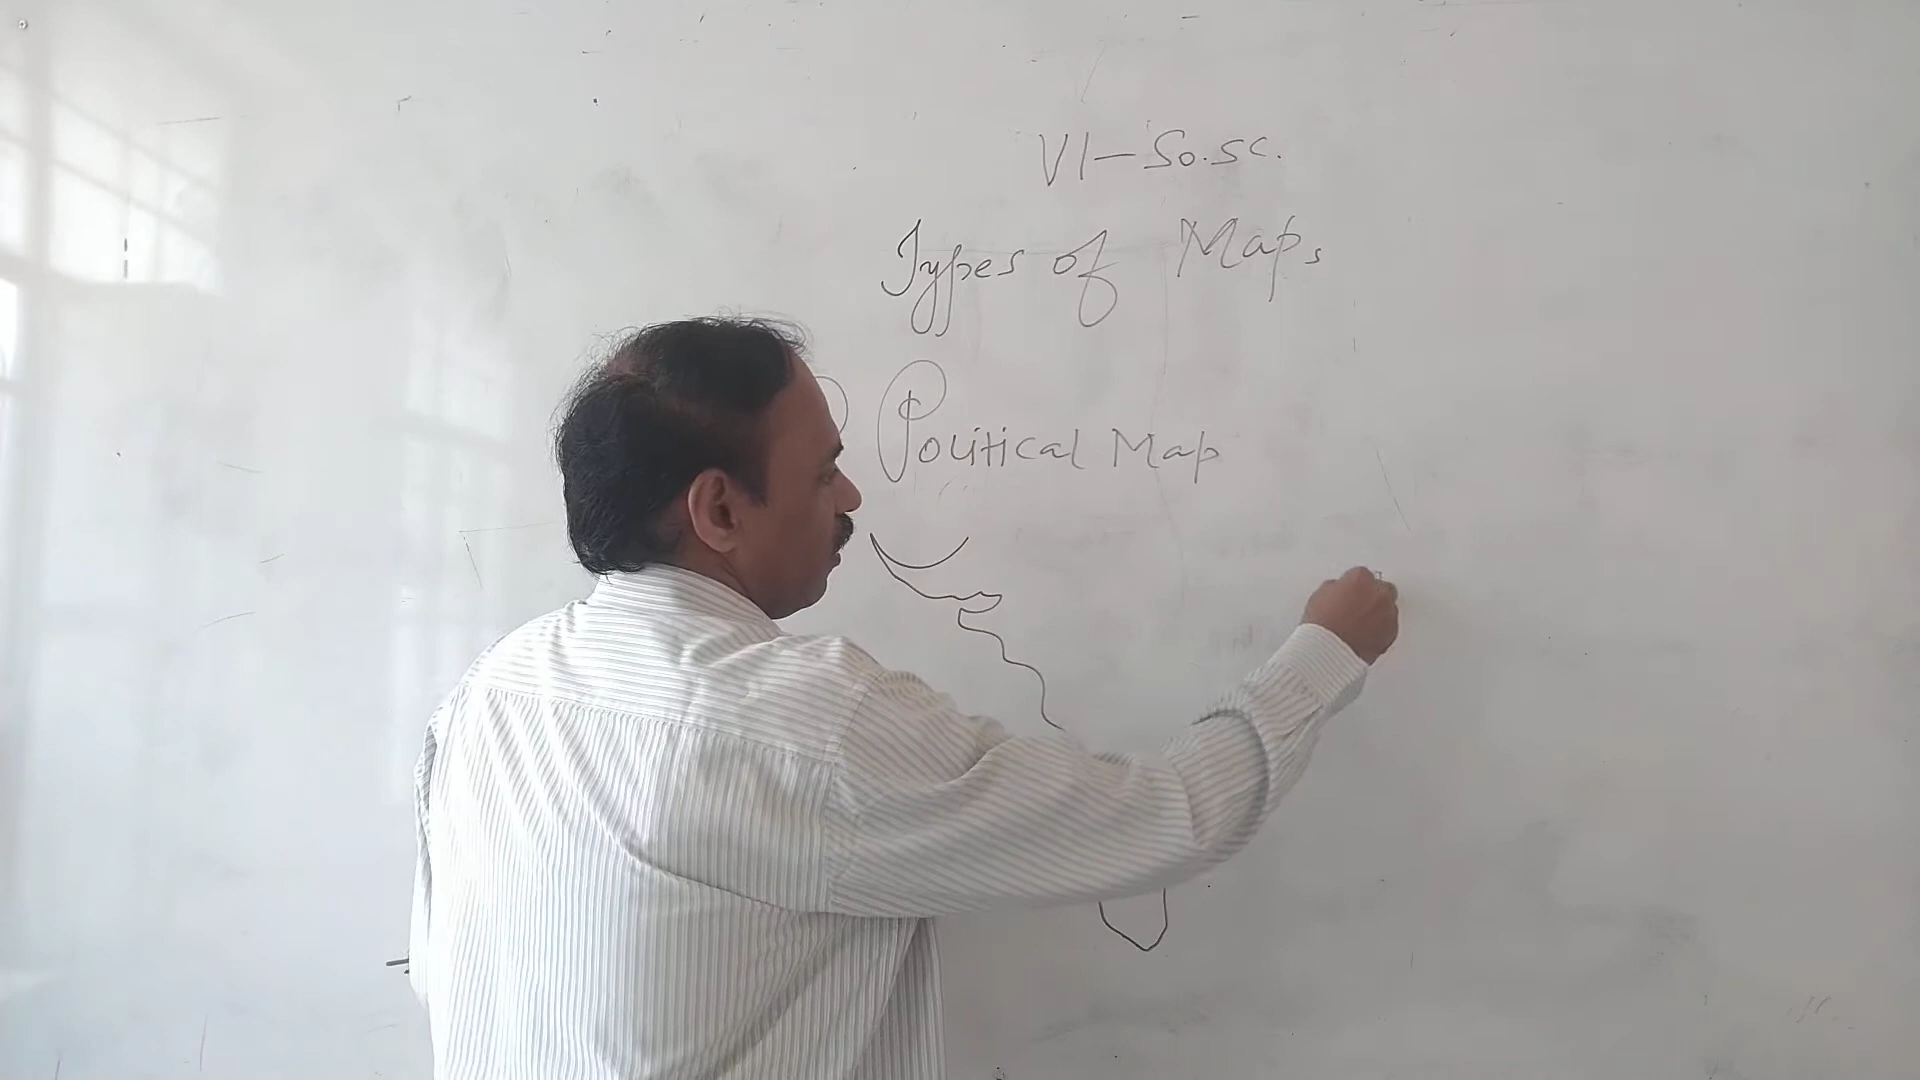 VI - So.sc.
Types of Maps
Political Map